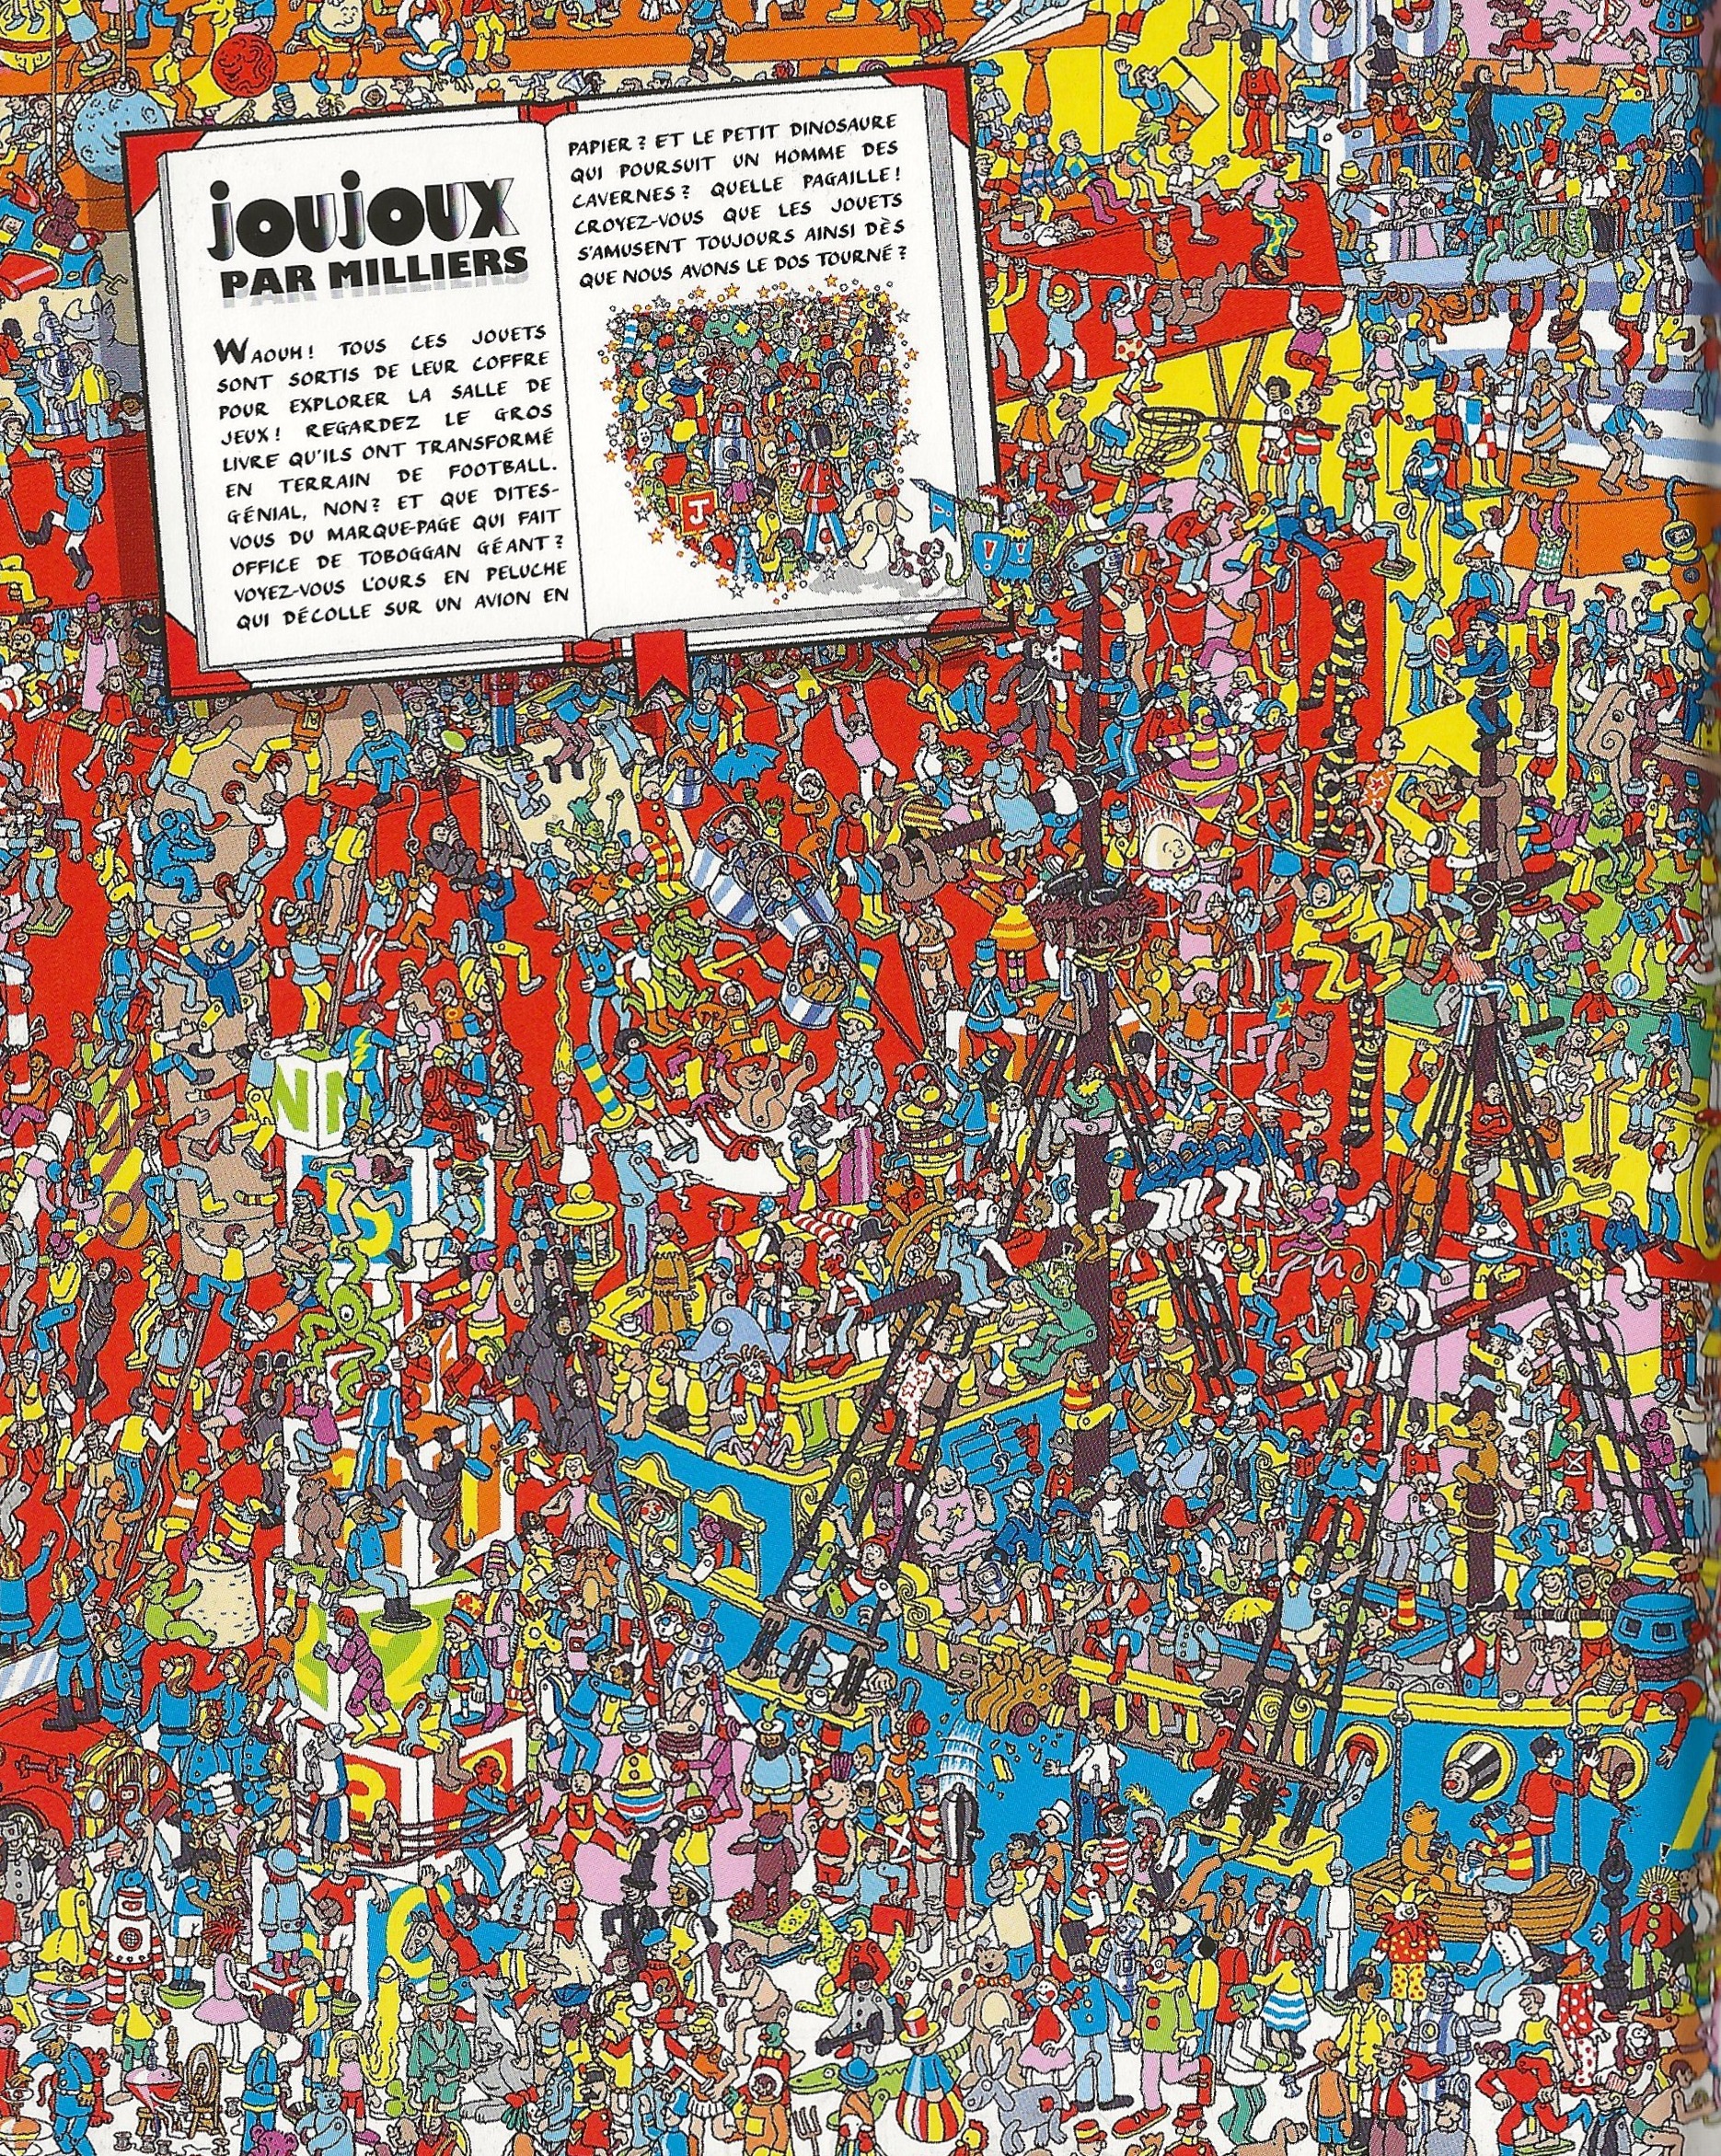 joujoux
PAR MILLIERS
WAOUH! TOUS CES JOUETS
SONT SORTIS DE LEUR COFFRE
POUR EXPLORER LA SALLE DE
JEUX! REGARDEZ LE GROS
LIVRE QU'ILS ONT TRANSFORMÉ
EN TERRAIN DE FOOTBALL.
GÉNIAL, NON? ET QUE DITES-
VOUS DU MARQUE-PAGE QUI FAIT
OFFICE DE TOBOGGAN GÉANT?
VOYEZ-VOUS L'OURS EN PELUCHE
QUI DÉCOLLE SUR UN AVION EN
PAPIER? ET LE PETIT DINOSAURE
QUI POURSUIT UN HOMME DES
CAVERNES? QUELLE PAGAILLE!
CROYEZ-VOUS QUE LES JOUETS
S'AMUSENT TOUJOURS AINSI DÈS
QUE NOUS AVONS LE DOS TOURNÉ?
J
N
5
2
3